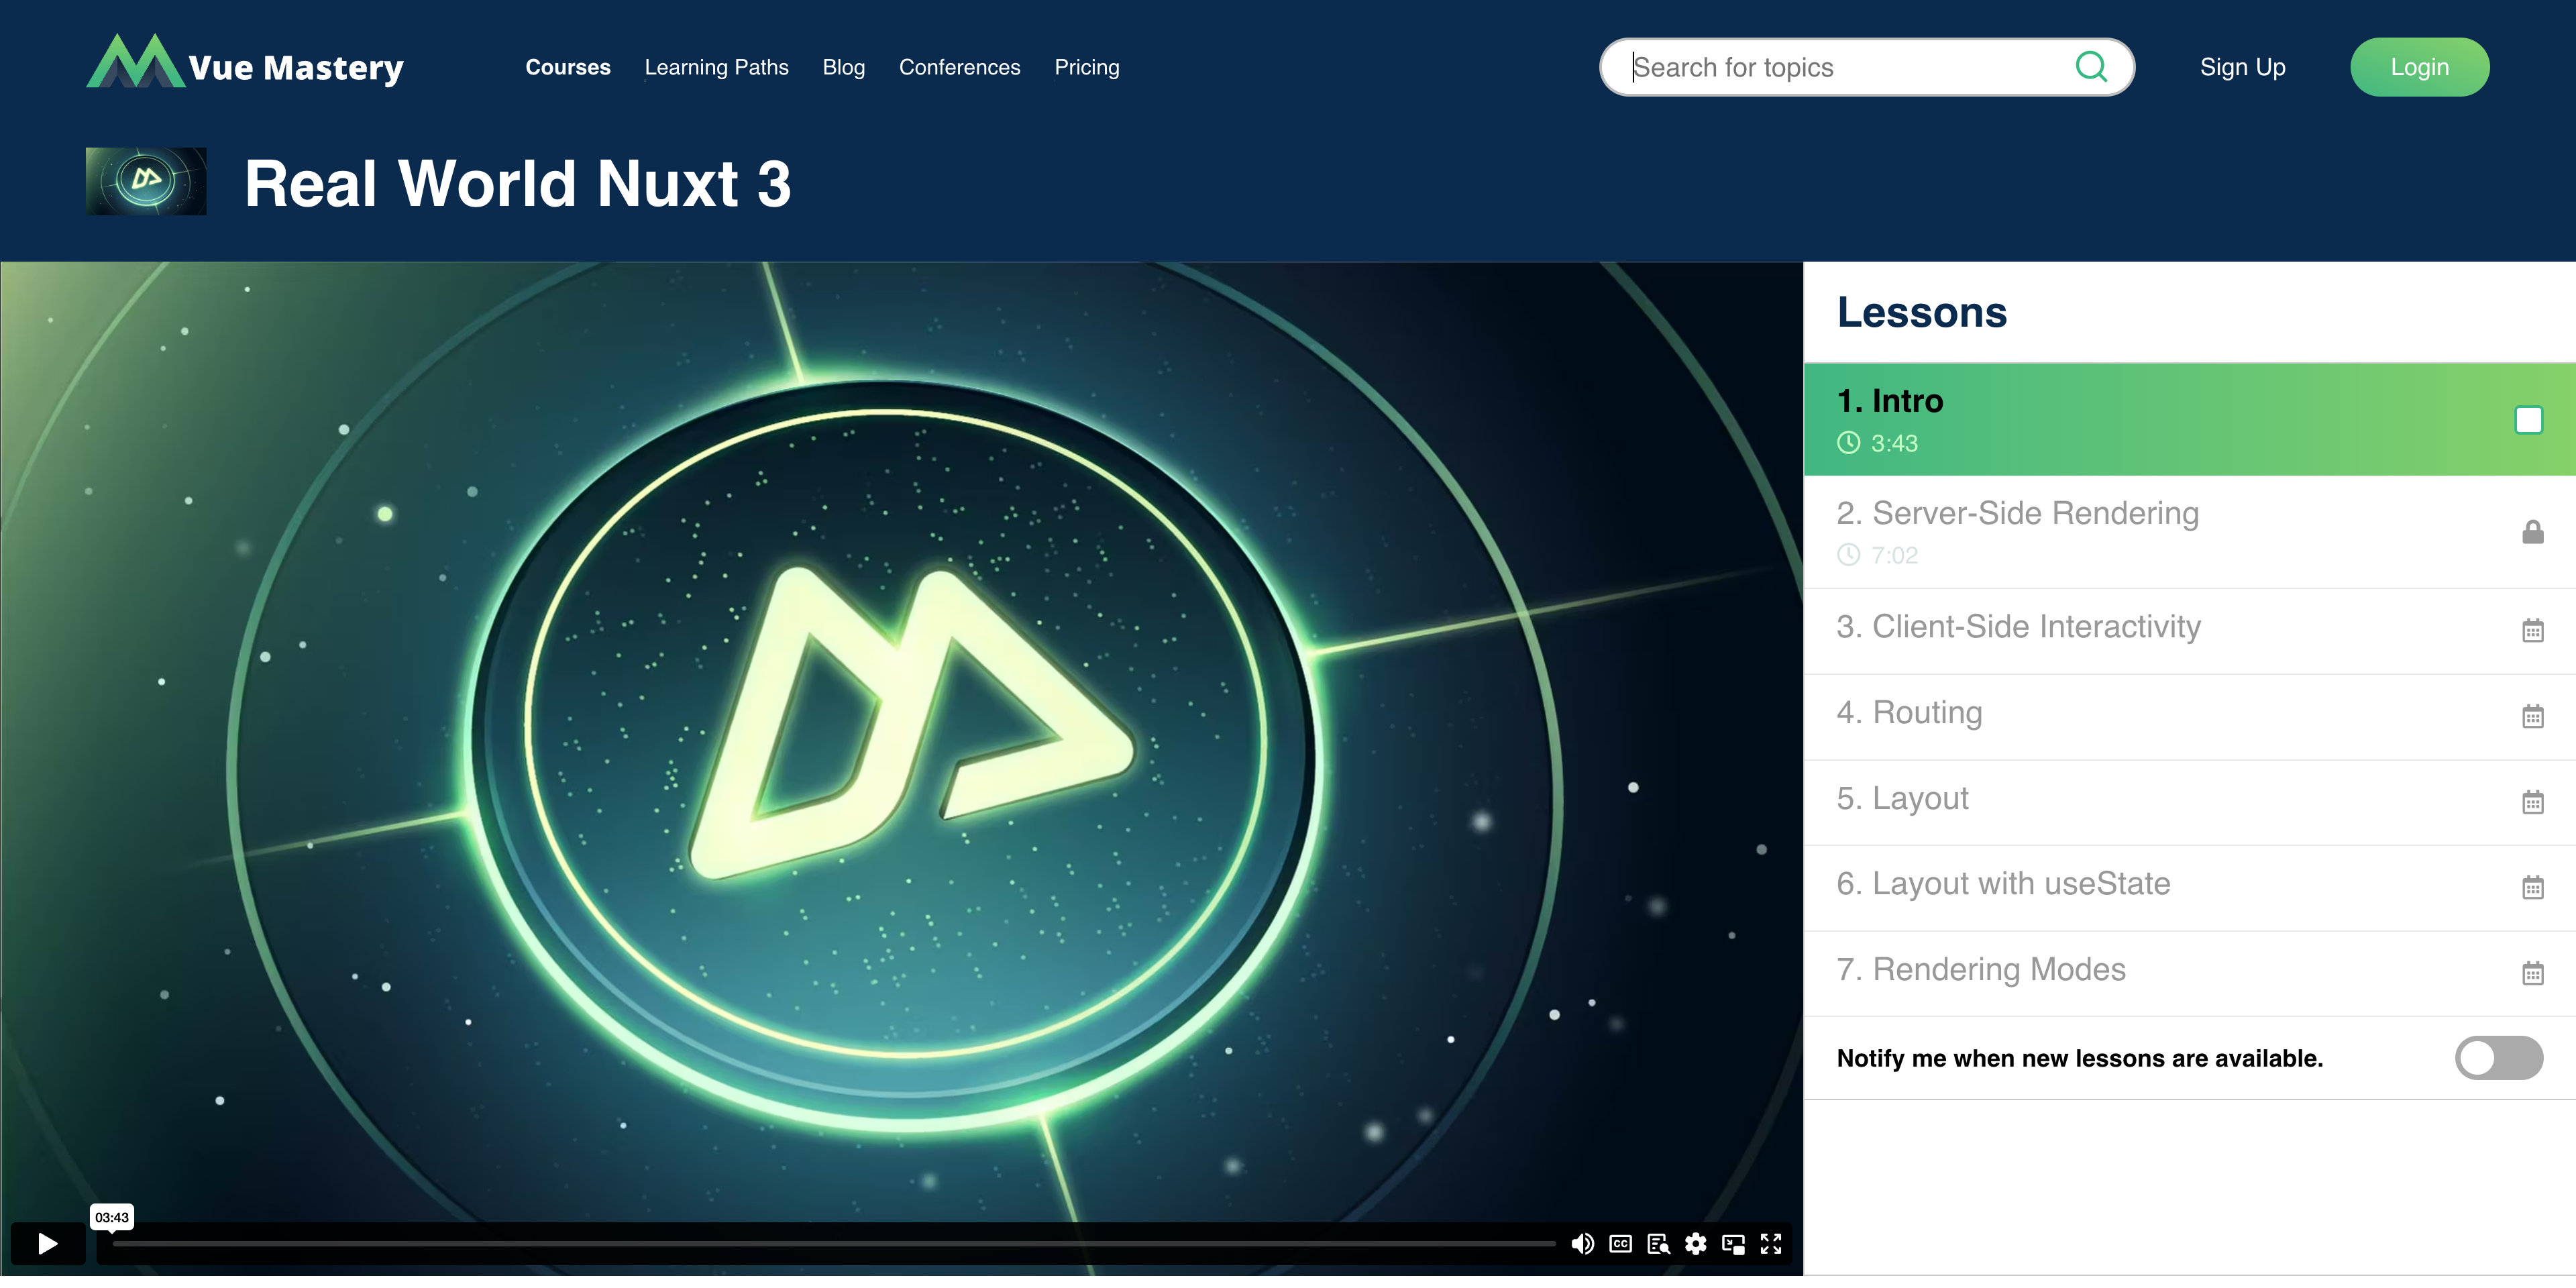 Vue Mastery
Courses
Learning Paths
Blog
Conferences
Pricing
Search for topics
Sign Up
Login
Real World Nuxt 3
Lessons
1. Intro
3:43
2. Server-Side Rendering
7:02
3. Client-Side Interactivity
4. Routing
5. Layout
6. Layout with useState
7. Rendering Modes
Notify me when new lessons are available.
03:43
CC